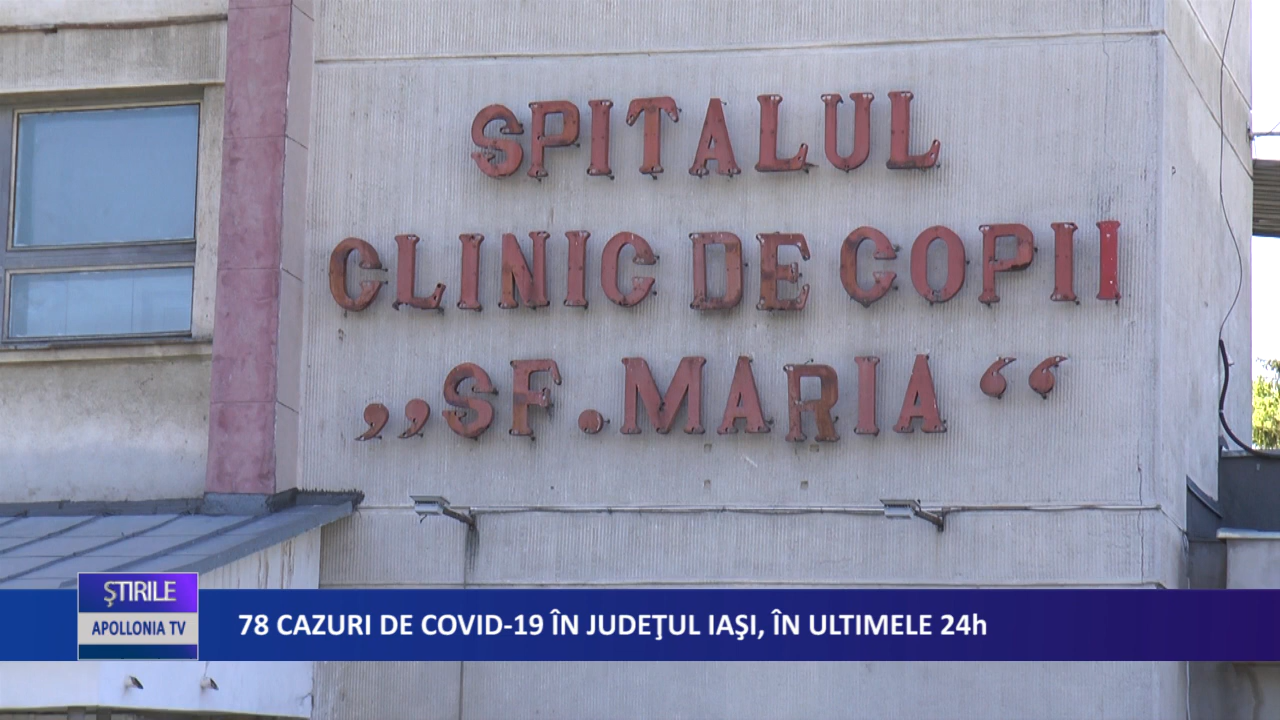 SPITALUL
CLINIC DE COPII
„SF. MARIA“
ŞTIRILE
APOLLONIA TV
78 CAZURI DE COVID-19 ÎN JUDEŢUL IAŞI, ÎN ULTIMELE 24h